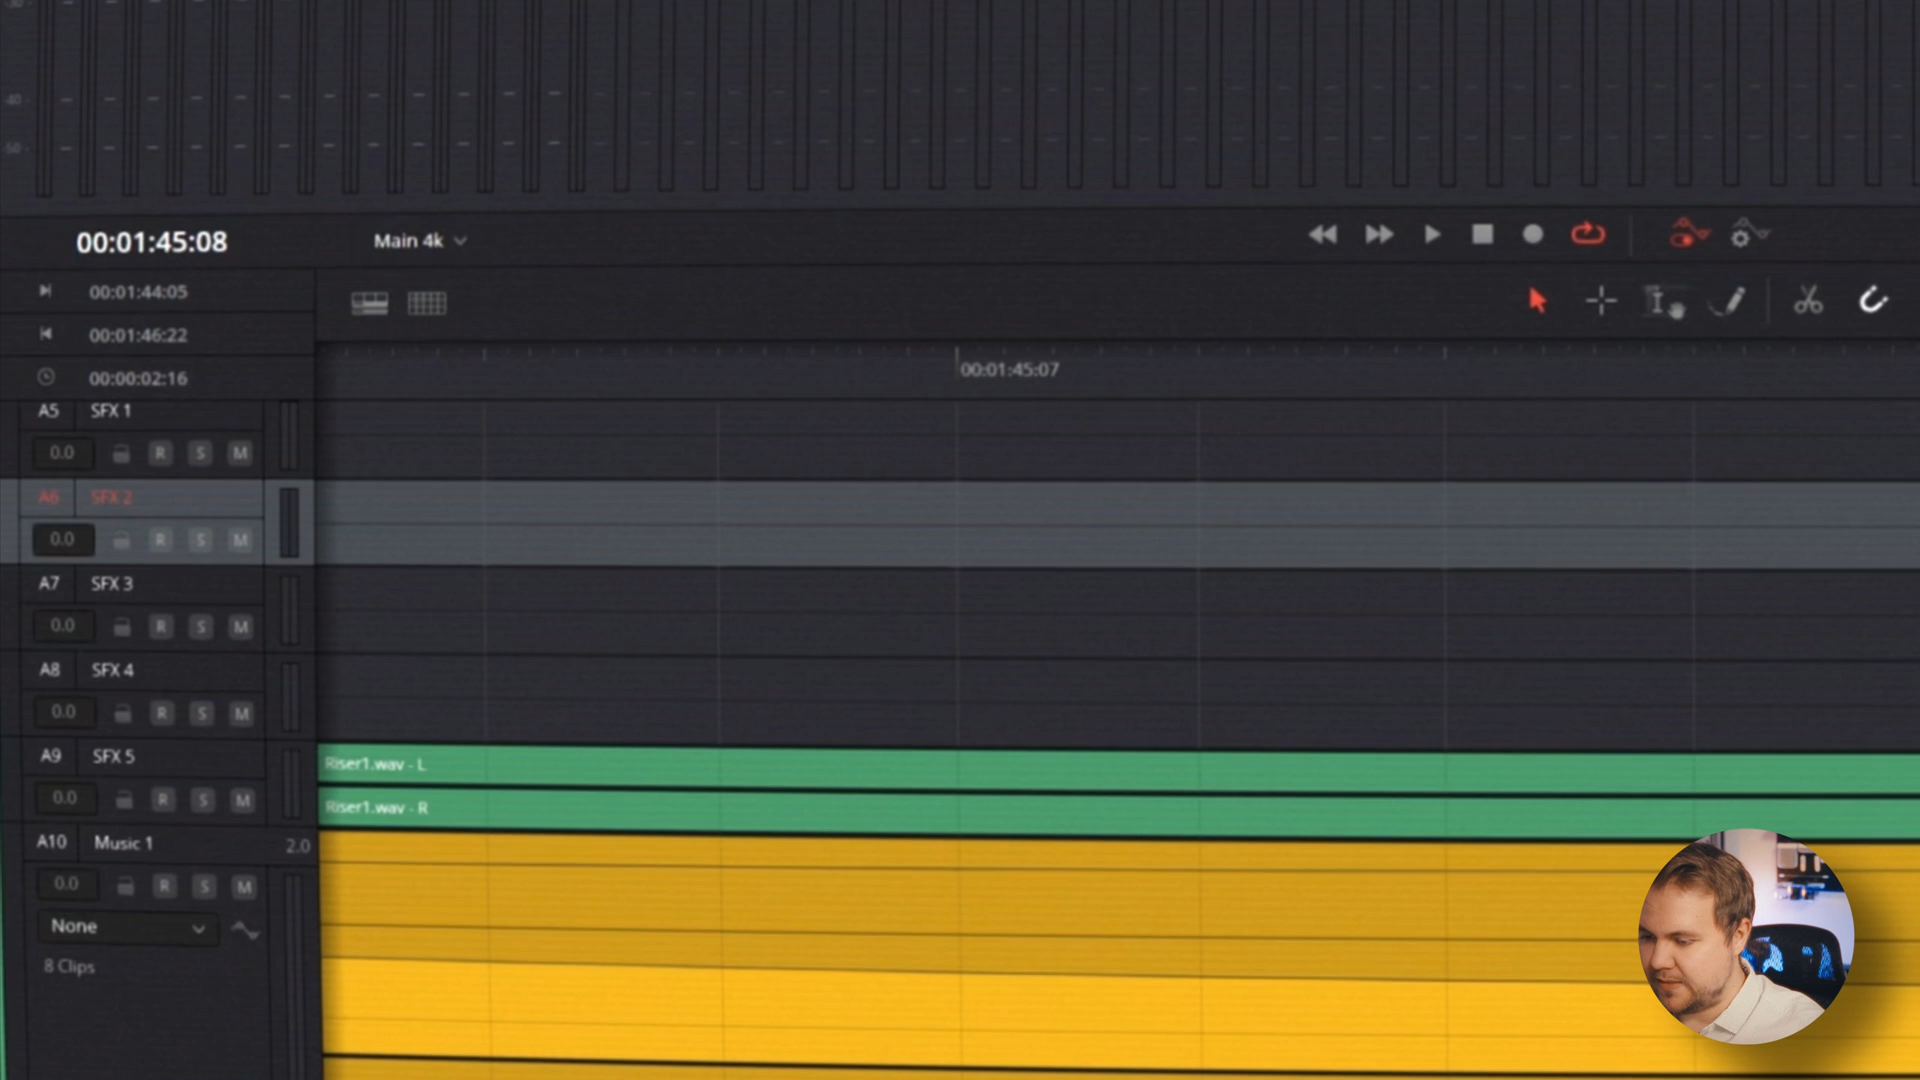 -30
-40
-50
00:01:45:08
Main 4k
00:01:44:05
00:01:46:22
00:00:02:16
00:01:45:07
A5 SFX 1
0.0 R S M
A6 SFX 2
0.0 R S M
A7 SFX 3
0.0 R S M
A8 SFX 4
0.0 R S M
A9 SFX 5
Riser1.wav - L
0.0 R S M
Riser1.wav - R
A10 Music 1 2.0
0.0 R S M
None
8 Clips